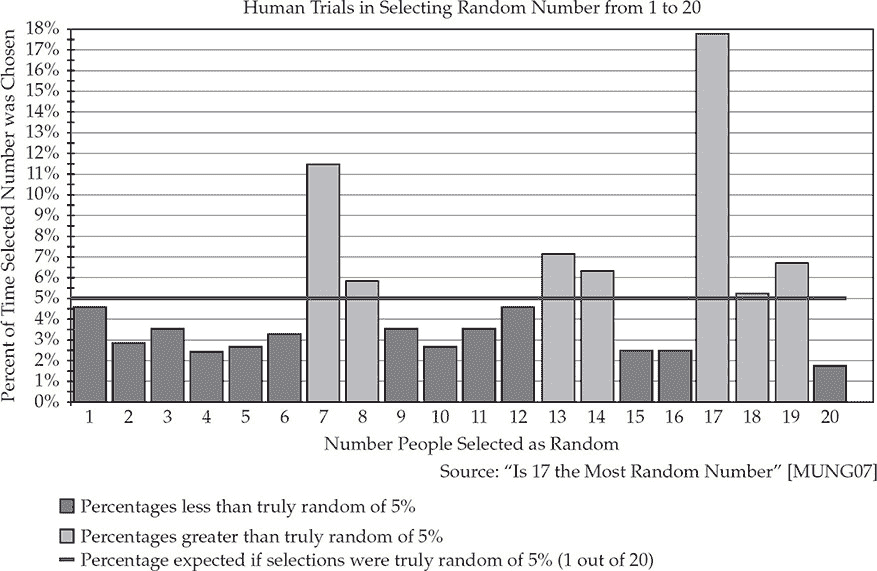 Human Trials in Selecting Random Number from 1 to 20
Percent of Time Selected Number was Chosen
18%
17%
16%
15%
14%
13%
12%
11%
10%
9%
8%
7%
6%
5%
4%
3%
2%
1%
0%
1 2 3 4 5 6 7 8 9 10 11 12 13 14 15 16 17 18 19 20
Number People Selected as Random
Source: “Is 17 the Most Random Number” [MUNG07]
Percentages less than truly random of 5%
Percentages greater than truly random of 5%
Percentage expected if selections were truly random of 5% (1 out of 20)